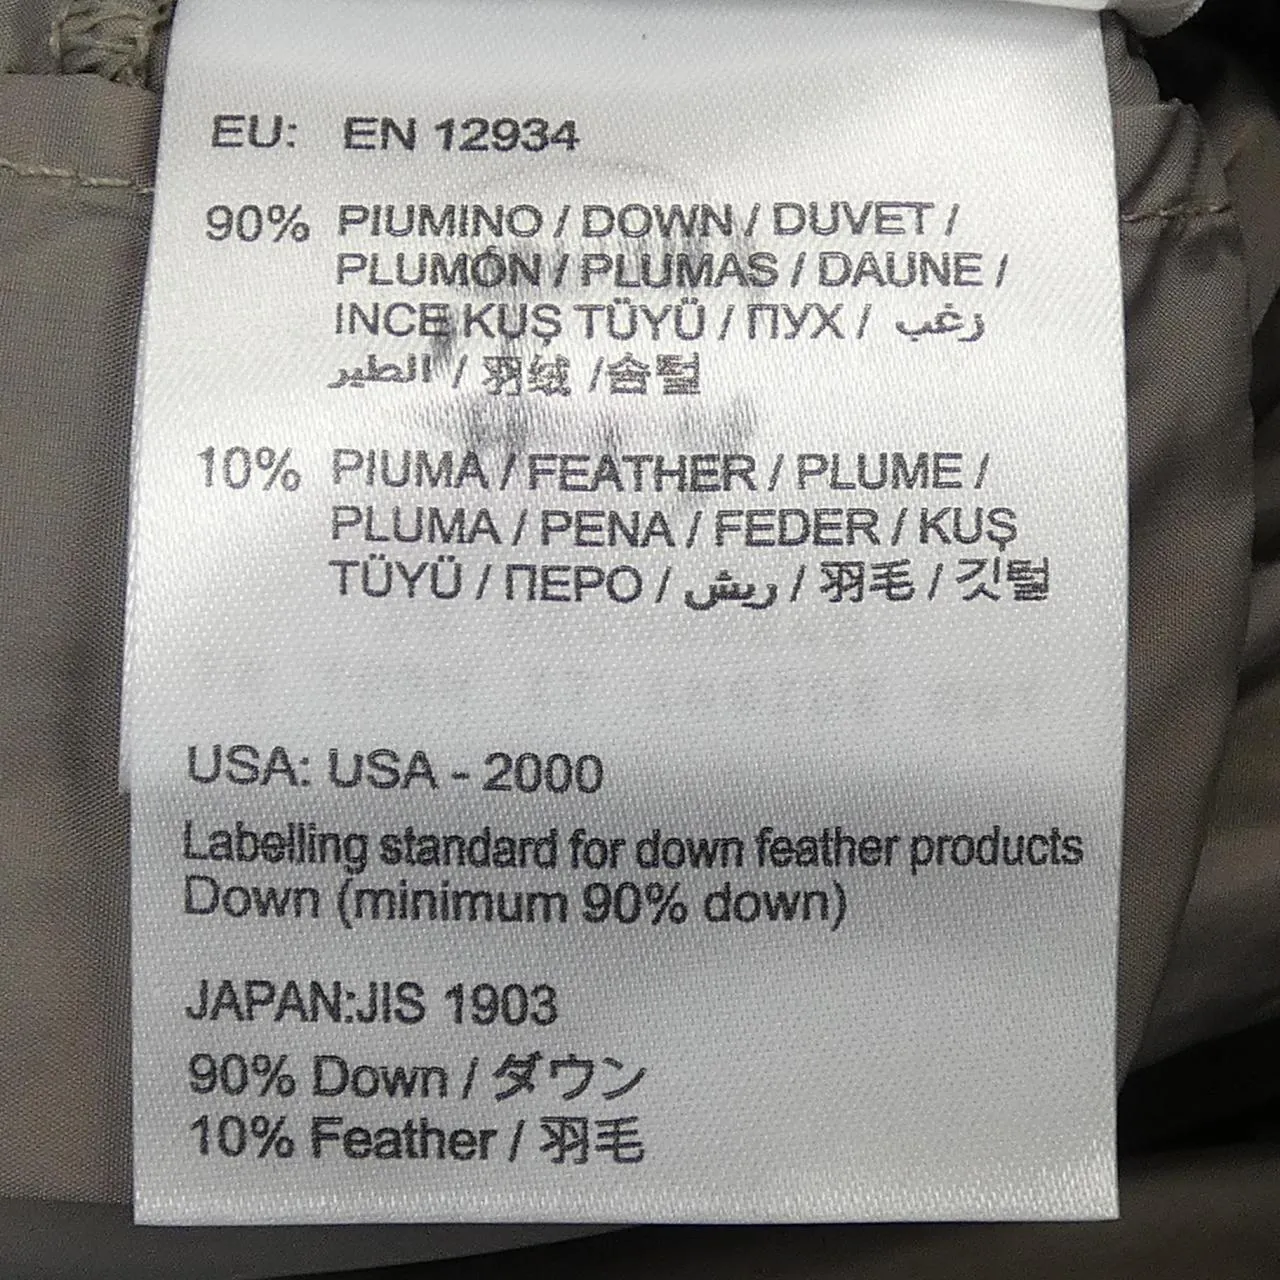 EU: EN 12934
90% PIUMINO / DOWN / DUVET /
PLUMÓN / PLUMAS / DAUNE /
INCE KUŞ TÜYÜ / ПУХ / زغب
الطير / 羽绒 /솜털
10% PIUMA / FEATHER / PLUME /
PLUMA / PENA / FEDER / KUŞ
TÜYÜ / ПЕРО / ريش / 羽毛 / 깃털
USA: USA - 2000
Labelling standard for down feather products
Down (minimum 90% down)
JAPAN:JIS 1903
90% Down / ダウン
10% Feather / 羽毛